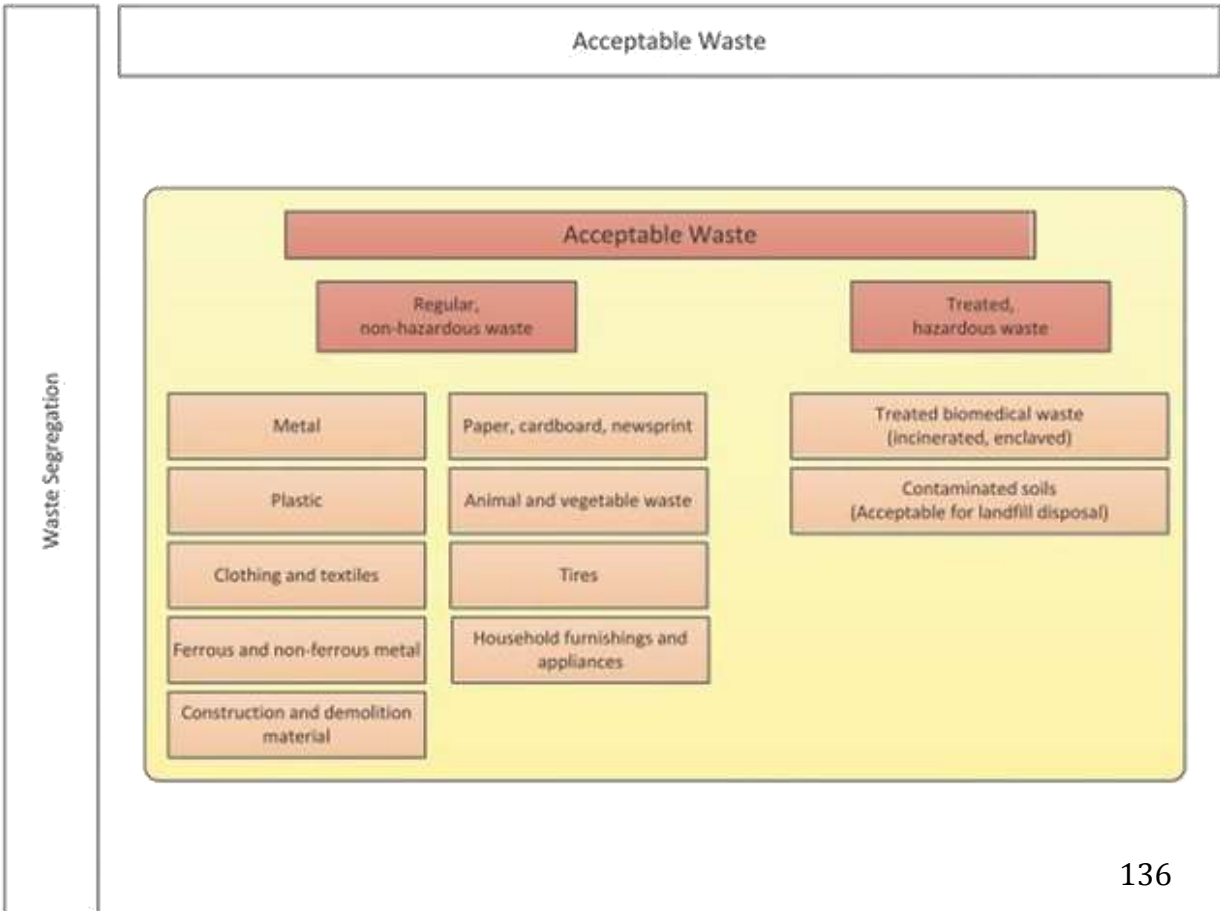 Acceptable Waste
Waste Segregation
Acceptable Waste
Regular,
non-hazardous waste
Treated,
hazardous waste
Metal
Paper, cardboard, newsprint
Treated biomedical waste
(incinerated, enclaved)
Plastic
Animal and vegetable waste
Contaminated soils
(Acceptable for landfill disposal)
Clothing and textiles
Tires
Ferrous and non-ferrous metal
Household furnishings and
appliances
Construction and demolition
material
136